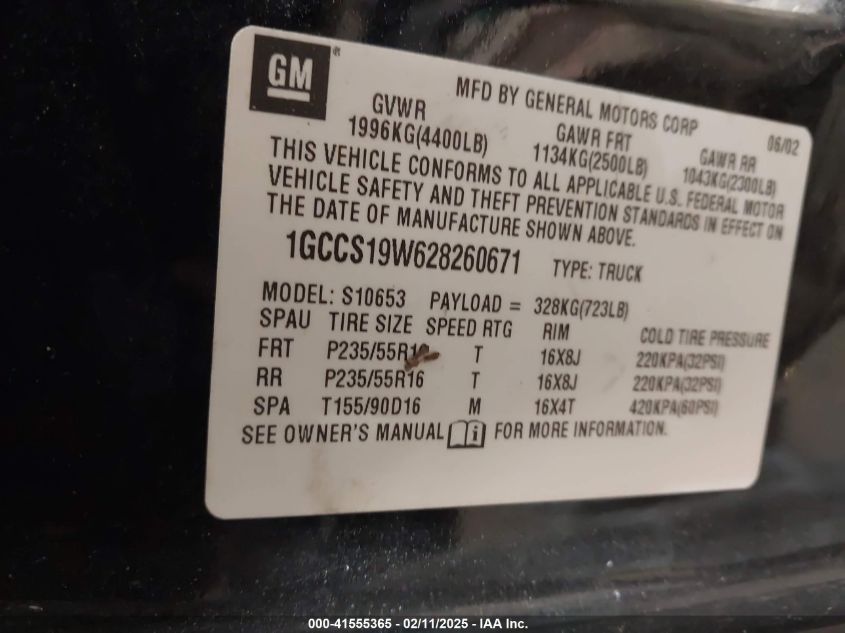 GM ®
MFD BY GENERAL MOTORS CORP 06/02
GVWR GAWR FRT GAWR RR
1996KG(4400LB) 1134KG(2500LB) 1043KG(2300LB)
THIS VEHICLE CONFORMS TO ALL APPLICABLE U.S. FEDERAL MOTOR
VEHICLE SAFETY AND THEFT PREVENTION STANDARDS IN EFFECT ON
THE DATE OF MANUFACTURE SHOWN ABOVE.
1GCCS19W628260671 TYPE: TRUCK
MODEL: S10653 PAYLOAD = 328KG(723LB)
SPAU TIRE SIZE SPEED RTG RIM COLD TIRE PRESSURE
FRT P235/55R16 T 16X8J 220KPA(32PSI)
RR P235/55R16 T 16X8J 220KPA(32PSI)
SPA T155/90D16 M 16X4T 420KPA(60PSI)
SEE OWNER'S MANUAL i FOR MORE INFORMATION.
000-41555365 - 02/11/2025 - IAA Inc.